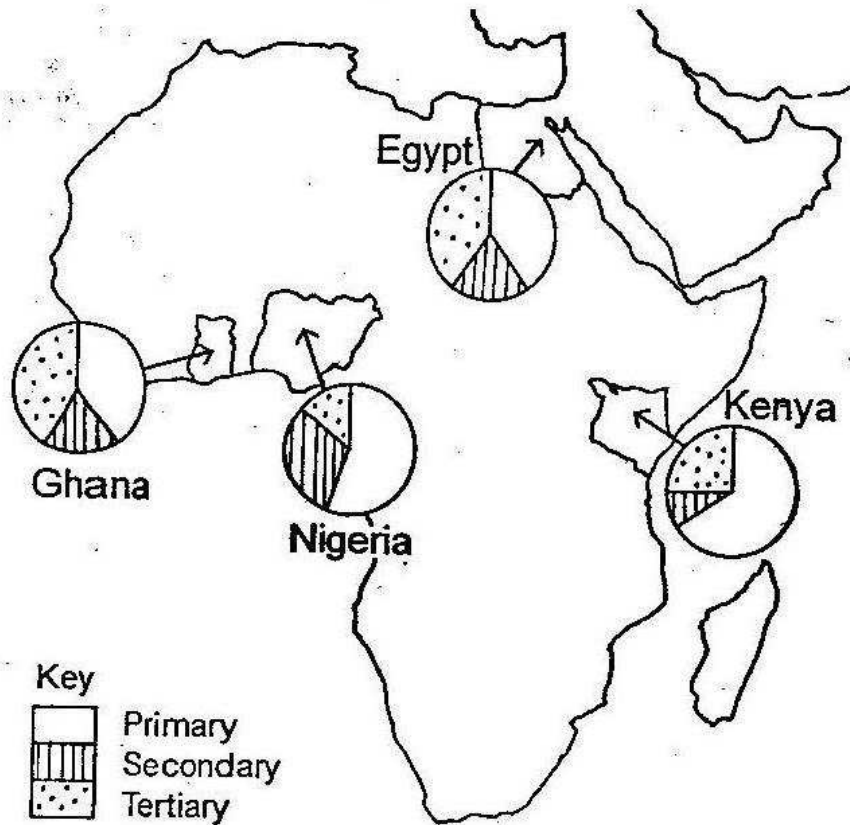 Egypt
Ghana
Nigeria
Kenya
Key
Primary
Secondary
Tertiary